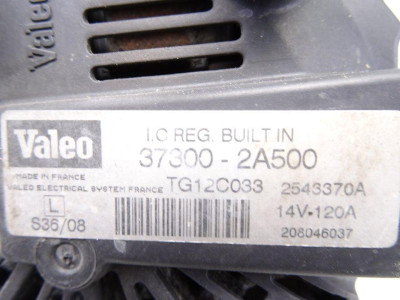 Valeo
Valeo
I.C REG. BUILT IN
37300 - 2A500
MADE IN FRANCE
VALEO ELECTRICAL SYSTEM FRANCE
TG12C033 2543370A
L
S36/08
14V-120A
208046037